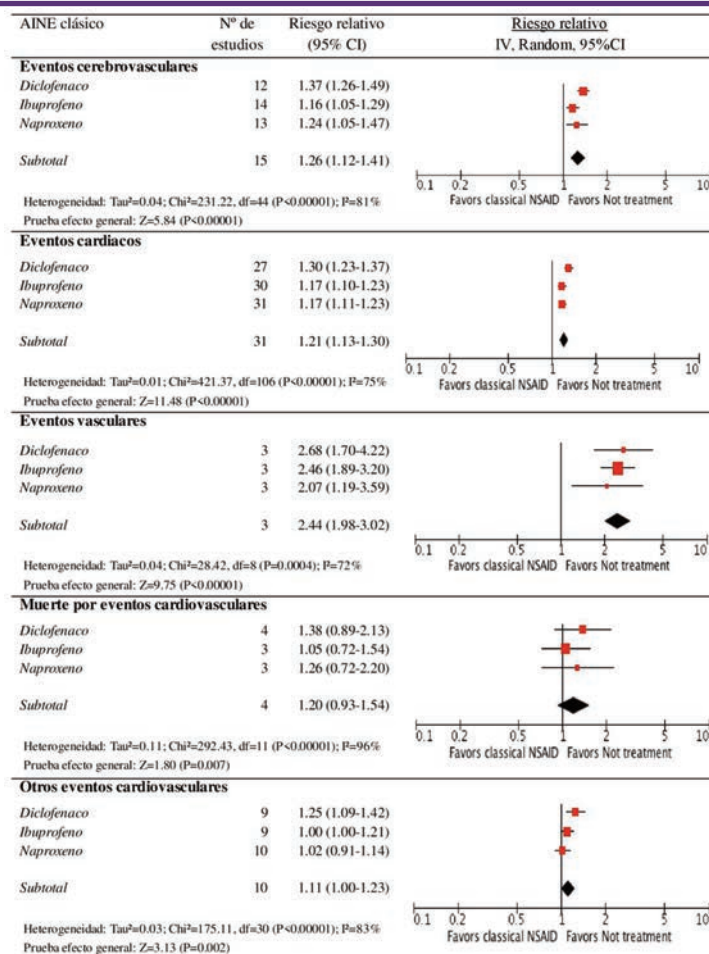 AINE clásico Nº de Riesgo relativo Riesgo relativo
estudios (95% CI) IV, Random, 95%CI
Eventos cerebrovasculares
Diclofenaco 12 1.37 (1.26-1.49)
Ibuprofeno 14 1.16 (1.05-1.29)
Naproxeno 13 1.24 (1.05-1.47)
Subtotal 15 1.26 (1.12-1.41)
0.1 0.2 0.5 1 2 5 10
Heterogeneidad: Tau²=0.04; Chi²=231.22, df=44 (P<0.00001); I²=81% Favors classical NSAID Favors Not treatment
Prueba efecto general: Z=5.84 (P<0.00001)
Eventos cardiacos
Diclofenaco 27 1.30 (1.23-1.37)
Ibuprofeno 30 1.17 (1.10-1.23)
Naproxeno 31 1.17 (1.11-1.23)
Subtotal 31 1.21 (1.13-1.30)
0.1 0.2 0.5 1 2 5 10
Heterogeneidad: Tau²=0.01; Chi²=421.37, df=106 (P<0.00001); I²=75% Favors classical NSAID Favors Not treatment
Prueba efecto general: Z=11.48 (P<0.00001)
Eventos vasculares
Diclofenaco 3 2.68 (1.70-4.22)
Ibuprofeno 3 2.46 (1.89-3.20)
Naproxeno 3 2.07 (1.19-3.59)
Subtotal 3 2.44 (1.98-3.02)
0.1 0.2 0.5 1 2 5 10
Heterogeneidad: Tau²=0.04; Chi²=28.42, df=8 (P=0.0004); I²=72% Favors classical NSAID Favors Not treatment
Prueba efecto general: Z=9.75 (P<0.00001)
Muerte por eventos cardiovasculares
Diclofenaco 4 1.38 (0.89-2.13)
Ibuprofeno 3 1.05 (0.72-1.54)
Naproxeno 3 1.26 (0.72-2.20)
Subtotal 4 1.20 (0.93-1.54)
0.1 0.2 0.5 1 2 5 10
Heterogeneidad: Tau²=0.11; Chi²=292.43, df=11 (P<0.00001); I²=96% Favors classical NSAID Favors Not treatment
Prueba efecto general: Z=1.80 (P=0.007)
Otros eventos cardiovasculares
Diclofenaco 9 1.25 (1.09-1.42)
Ibuprofeno 9 1.00 (1.00-1.21)
Naproxeno 10 1.02 (0.91-1.14)
Subtotal 10 1.11 (1.00-1.23)
0.1 0.2 0.5 1 2 5 10
Heterogeneidad: Tau²=0.03; Chi²=175.11, df=30 (P<0.00001); I²=83% Favors classical NSAID Favors Not treatment
Prueba efecto general: Z=3.13 (P=0.002)